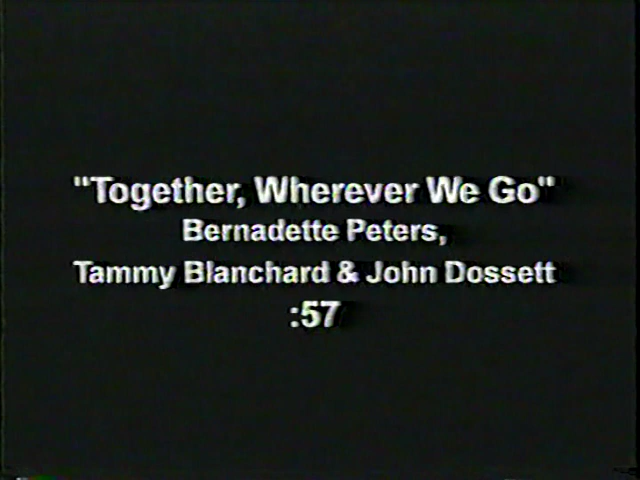 "Together, Wherever We Go"
Bernadette Peters,
Tammy Blanchard & John Dossett
:57